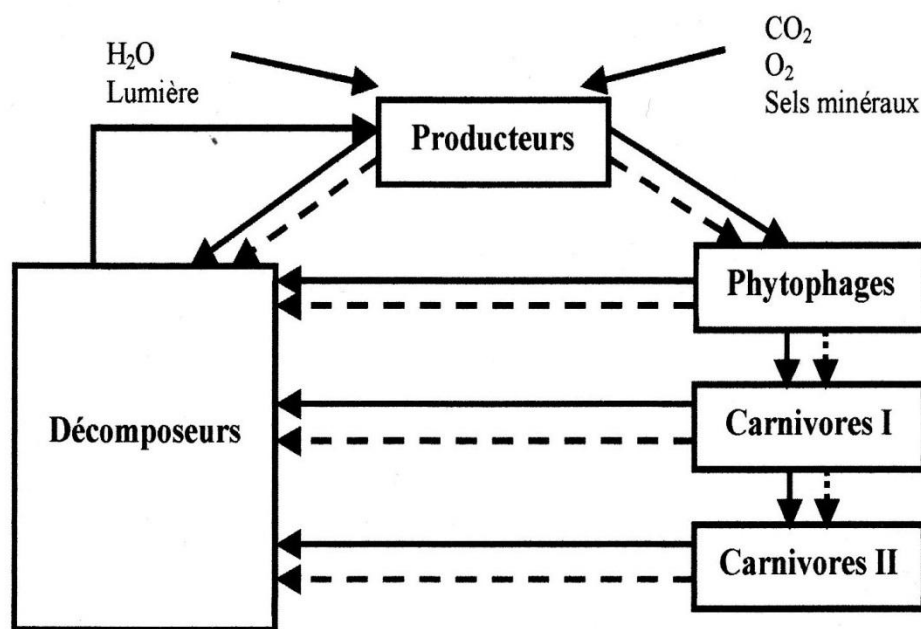 H₂O
Lumière
CO₂
O₂
Sels minéraux
Producteurs
Phytophages
Décomposeurs
Carnivores I
Carnivores II